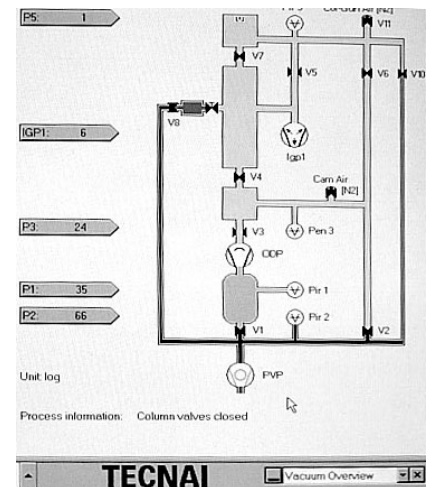 P5: 1
V11
V7
V5
V6
V10
V8
IGP1: 6
Igp1
V4
Cam Air
[N2]
P3: 24
V3
Pen 3
ODP
P1: 35
Pir 1
P2: 66
Pir 2
V1
V2
Unit log
PVP
Process information: Column valves closed
TECNAI
Vacuum Overview